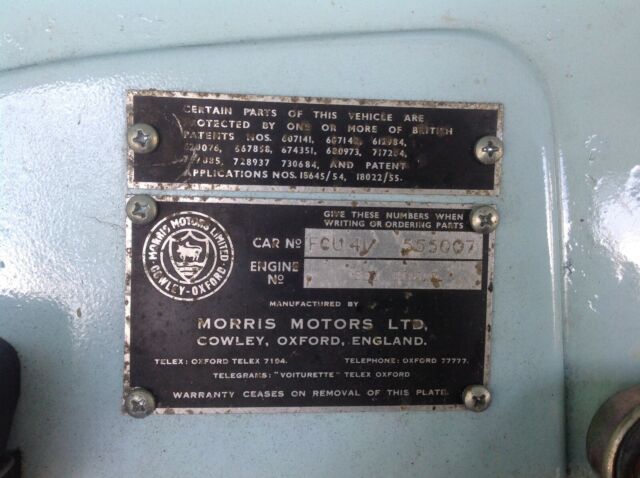 CERTAIN PARTS OF THIS VEHICLE ARE
PROTECTED BY ONE OR MORE OF BRITISH
PATENTS NOS. 607141, 607142, 612984,
620076, 667858, 674351, 680973, 717264,
728937 730684, AND PATENT
APPLICATIONS NOS. 18645/54, 18022/55.
GIVE THESE NUMBERS WHEN
WRITING OR ORDERING PARTS
MORRIS MOTORS LIMITED
COWLEY-OXFORD
CAR No FCU4V 555007
ENGINE
No
MANUFACTURED BY
MORRIS MOTORS LTD,
COWLEY, OXFORD, ENGLAND.
TELEX: OXFORD TELEX 7104. TELEPHONE: OXFORD 77777.
TELEGRAMS: "VOITURETTE" TELEX OXFORD
WARRANTY CEASES ON REMOVAL OF THIS PLATE.